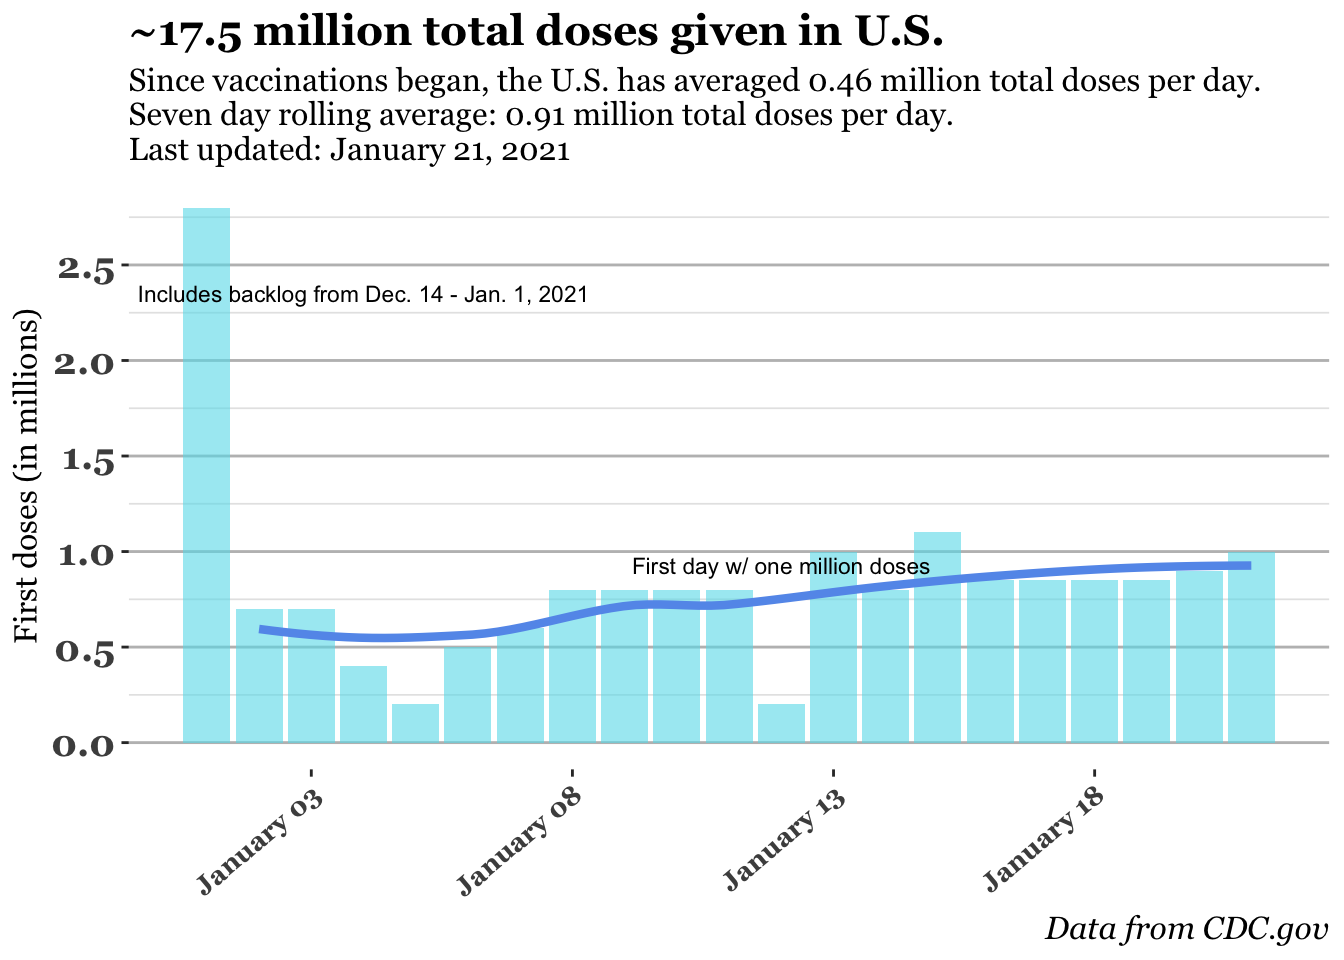 ~17.5 million total doses given in U.S.
Since vaccinations began, the U.S. has averaged 0.46 million total doses per day.
Seven day rolling average: 0.91 million total doses per day.
Last updated: January 21, 2021
First doses (in millions)
2.5
Includes backlog from Dec. 14 - Jan. 1, 2021
2.0
1.5
1.0
First day w/ one million doses
0.5
0.0
January 03
January 08
January 13
January 18
Data from CDC.gov